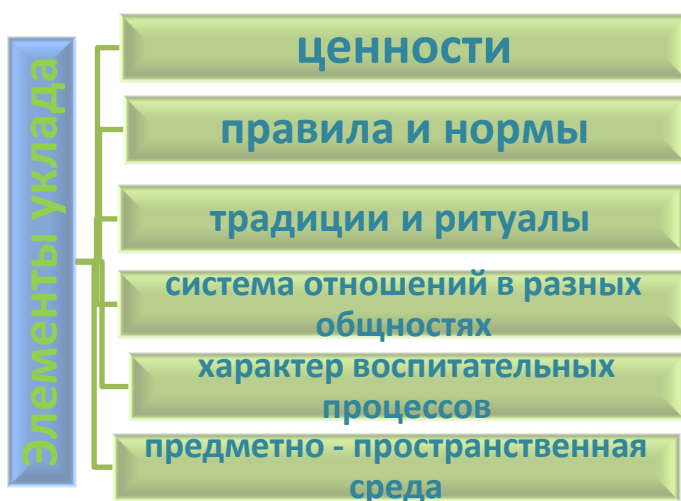 Элементы уклада
ценности
правила и нормы
традиции и ритуалы
система отношений в разных
общностях
характер воспитательных
процессов
предметно - пространственная
среда